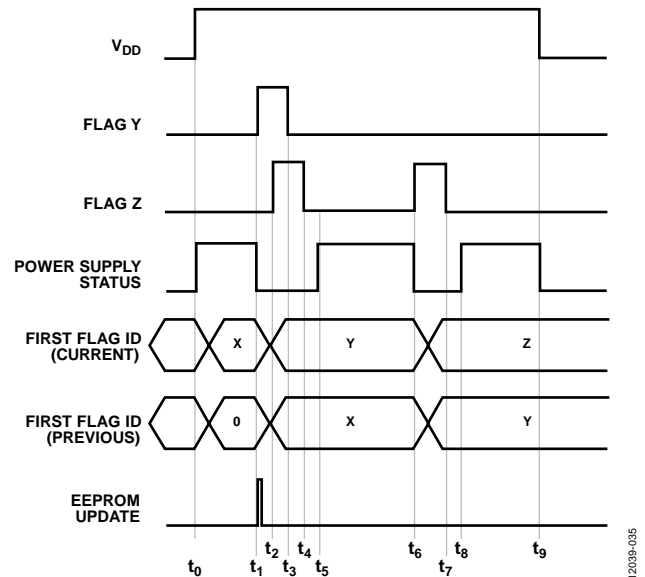 VDD
FLAG Y
FLAG Z
POWER SUPPLY
STATUS
FIRST FLAG ID
(CURRENT)
X
Y
Z
FIRST FLAG ID
(PREVIOUS)
0
X
Y
EEPROM
UPDATE
t0
t1
t2
t3
t4
t5
t6
t7
t8
t9
12039-035